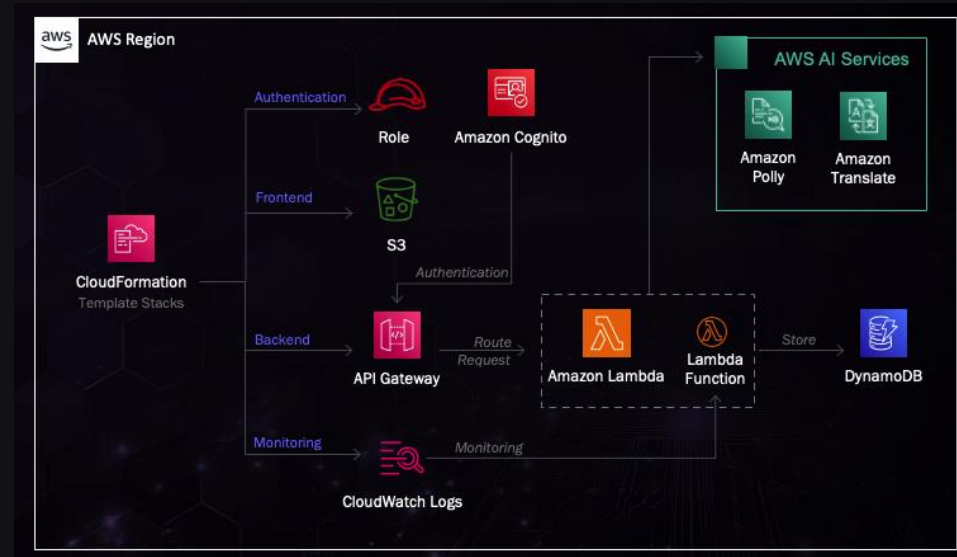 aws
AWS Region
AWS AI Services
Authentication
Role
Amazon Cognito
Amazon
Polly
Amazon
Translate
Frontend
S3
CloudFormation
Template Stacks
Authentication
Backend
API Gateway
Route
Request
Amazon Lambda
Lambda
Function
Store
DynamoDB
Monitoring
Monitoring
CloudWatch Logs